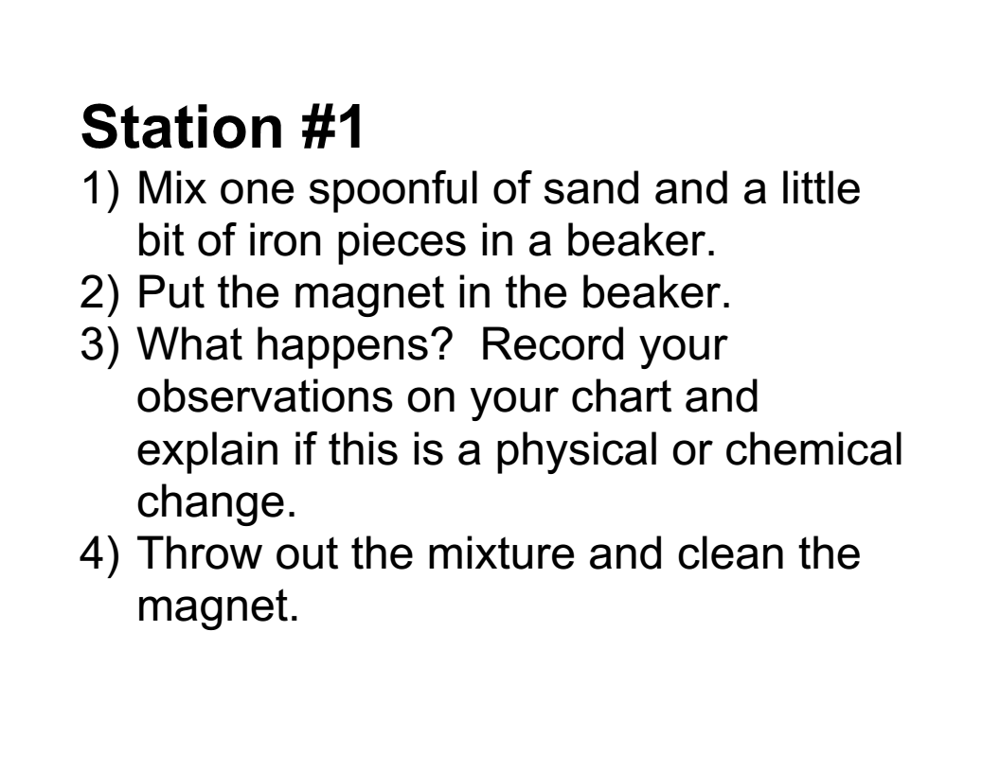 Station #1
1) Mix one spoonful of sand and a little
bit of iron pieces in a beaker.
2) Put the magnet in the beaker.
3) What happens?  Record your
observations on your chart and
explain if this is a physical or chemical
change.
4) Throw out the mixture and clean the
magnet.